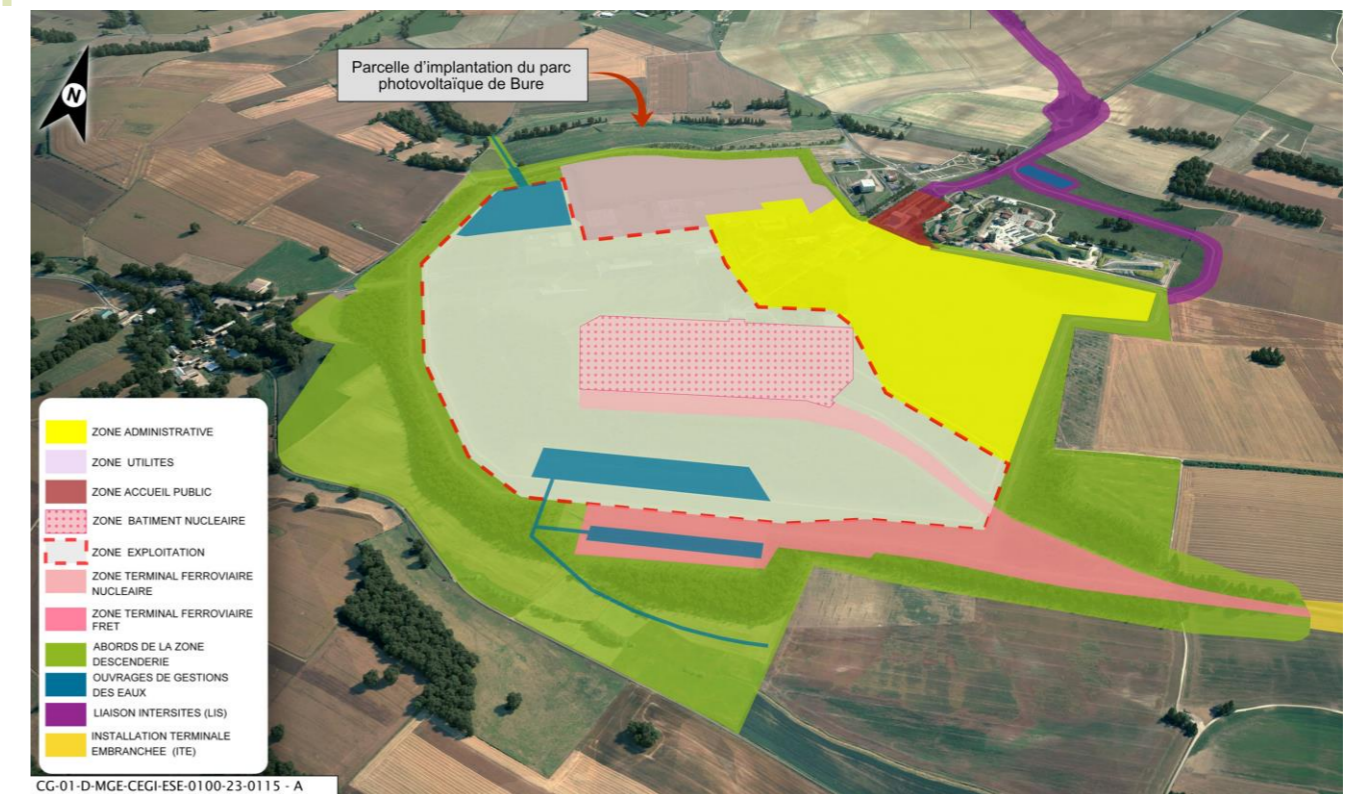 Parcelle d'implantation du parc
photovoltaïque de Bure
N
ZONE ADMINISTRATIVE
ZONE UTILITES
ZONE ACCUEIL PUBLIC
ZONE BATIMENT NUCLEAIRE
ZONE EXPLOITATION
ZONE TERMINAL FERROVIAIRE
NUCLEAIRE
ZONE TERMINAL FERROVIAIRE
FRET
ABORDS DE LA ZONE
DESCENDERIE
OUVRAGES DE GESTIONS
DES EAUX
LIAISON INTERSITES (LIS)
INSTALLATION TERMINALE
EMBRANCHEE (ITE)
CG-01-D-MGE-CEGI-ESE-0100-23-0115 - A